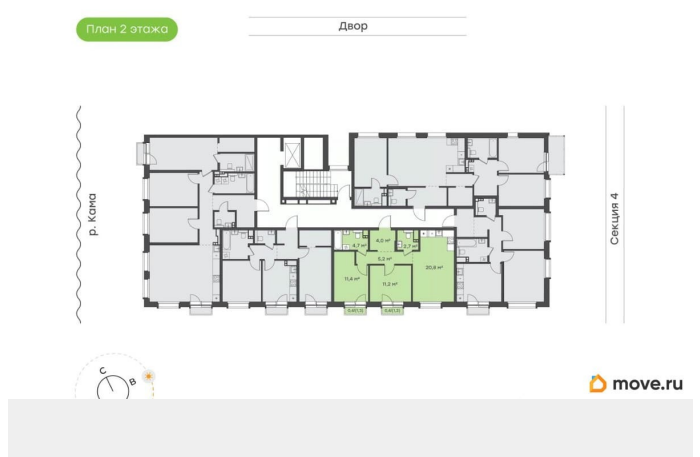 План 2 этажа
Двор
р. Кама
Секция 4
4,7 м²
4,0 м²
2,7 м²
5,2 м²
11,4 м²
11,2 м²
20,8 м²
С
В
move.ru